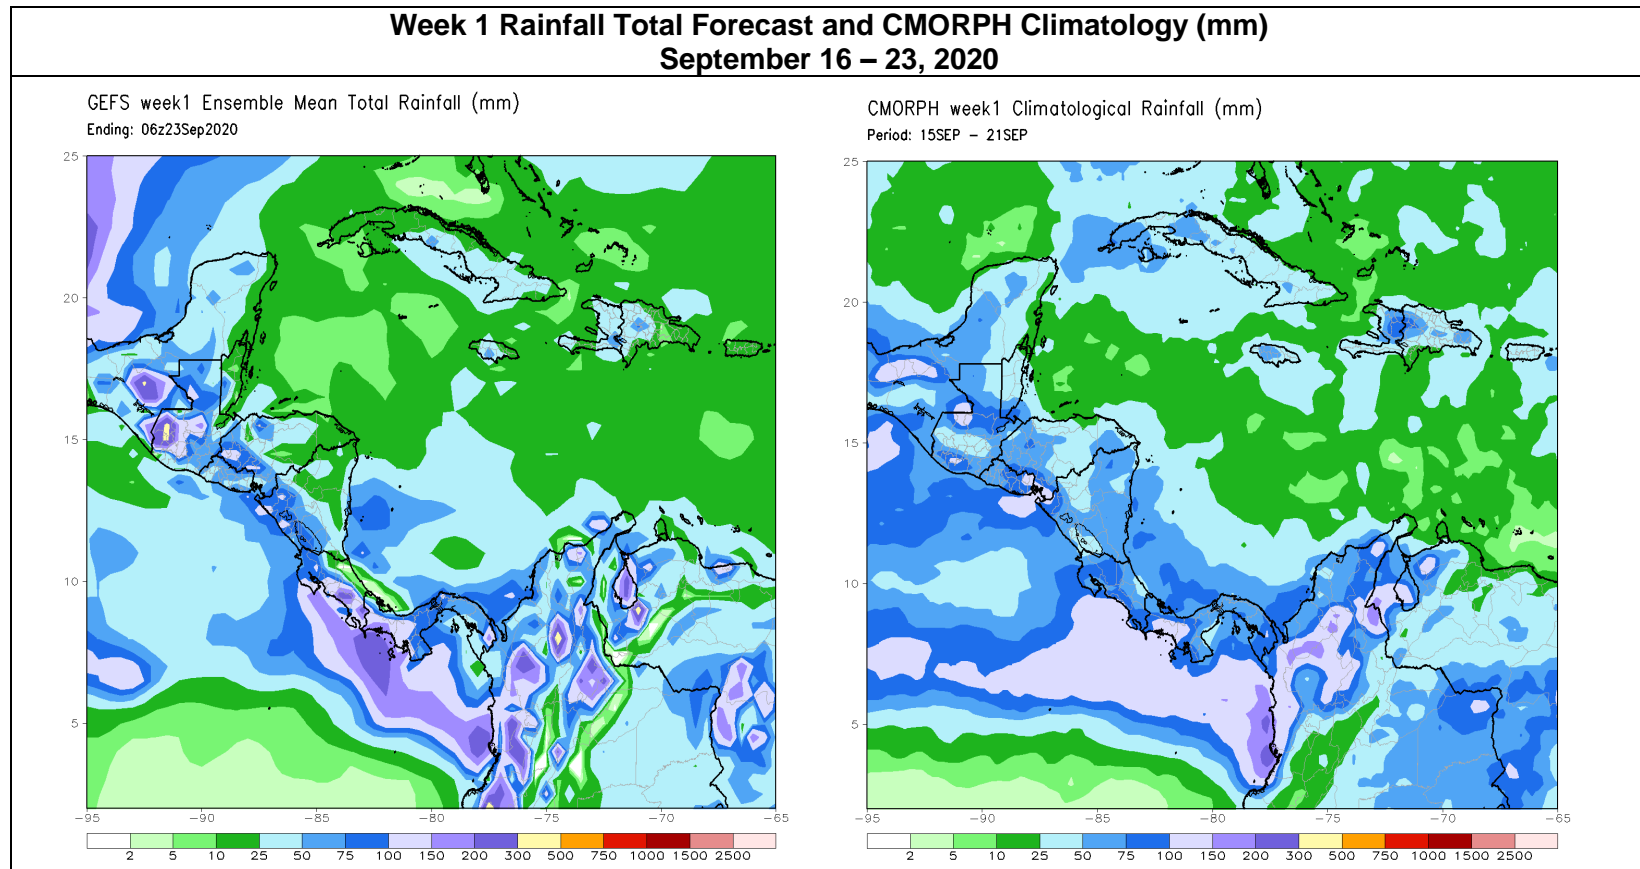 Week 1 Rainfall Total Forecast and CMORPH Climatology (mm)
September 16 – 23, 2020
GEFS week1 Ensemble Mean Total Rainfall (mm)
Ending: 06z23Sep2020
25
20
15
10
5
−95 −90 −85 −80 −75 −70 −65
2 5 10 25 50 75 100 150 200 300 500 750 1000 1500 2500
CMORPH week1 Climatological Rainfall (mm)
Period: 15SEP − 21SEP
25
20
15
10
5
−95 −90 −85 −80 −75 −70 −65
2 5 10 25 50 75 100 150 200 300 500 750 1000 1500 2500